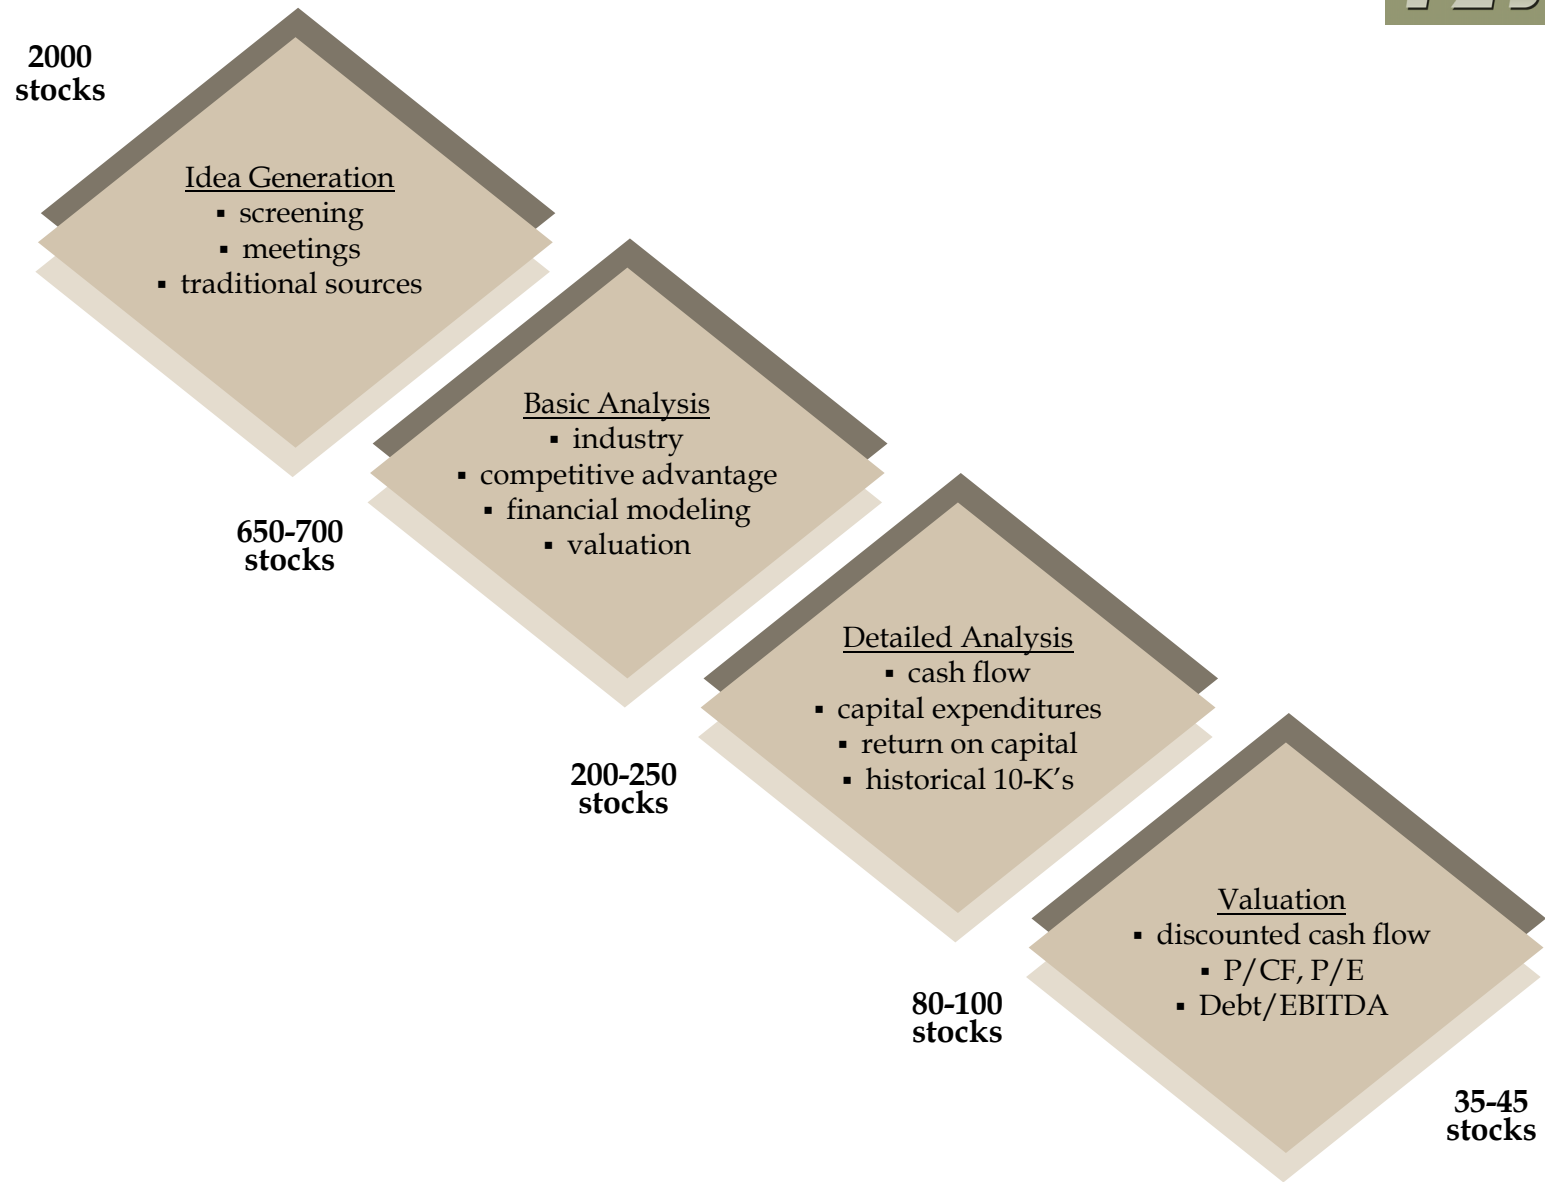 2000
stocks
Idea Generation
▪ screening
▪ meetings
▪ traditional sources
Basic Analysis
▪ industry
▪ competitive advantage
▪ financial modeling
▪ valuation
650-700
stocks
Detailed Analysis
▪ cash flow
▪ capital expenditures
▪ return on capital
▪ historical 10-K’s
200-250
stocks
Valuation
▪ discounted cash flow
▪ P/CF, P/E
▪ Debt/EBITDA
80-100
stocks
35-45
stocks